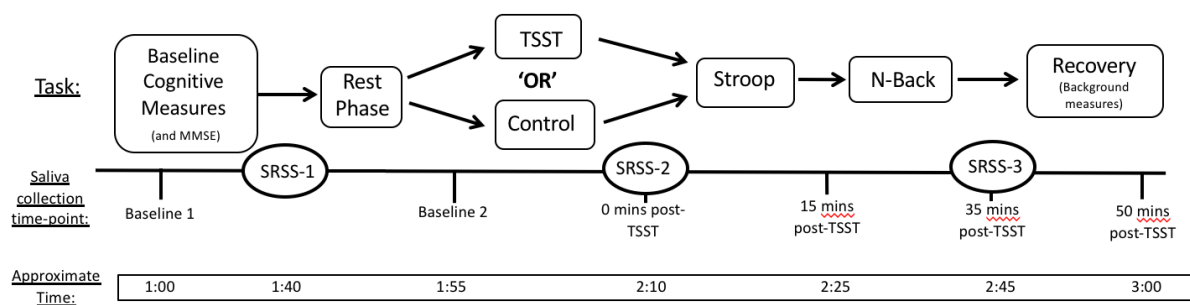 Task:
Baseline
Cognitive
Measures
(and MMSE)
Rest
Phase
TSST
'OR'
Control
Stroop
N-Back
Recovery
(Background
measures)
Saliva
collection
time-point:
SRSS-1
SRSS-2
SRSS-3
Baseline 1
Baseline 2
0 mins post-
TSST
15 mins
post-TSST
35 mins
post-TSST
50 mins
post-TSST
Approximate
Time:
1:00
1:40
1:55
2:10
2:25
2:45
3:00